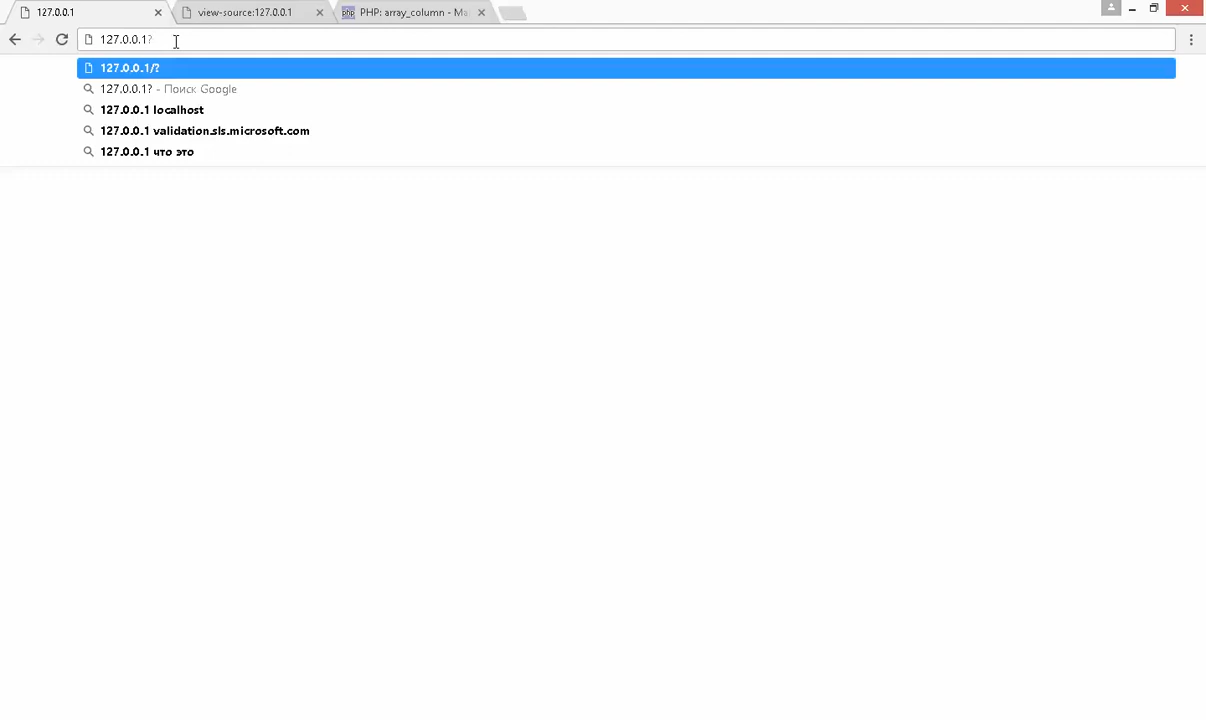 127.0.0.1
view-source:127.0.0.1
PHP: array_column - Ma
127.0.0.1?
127.0.0.1/?
127.0.0.1? - Поиск Google
127.0.0.1 localhost
127.0.0.1 validation.sls.microsoft.com
127.0.0.1 что это